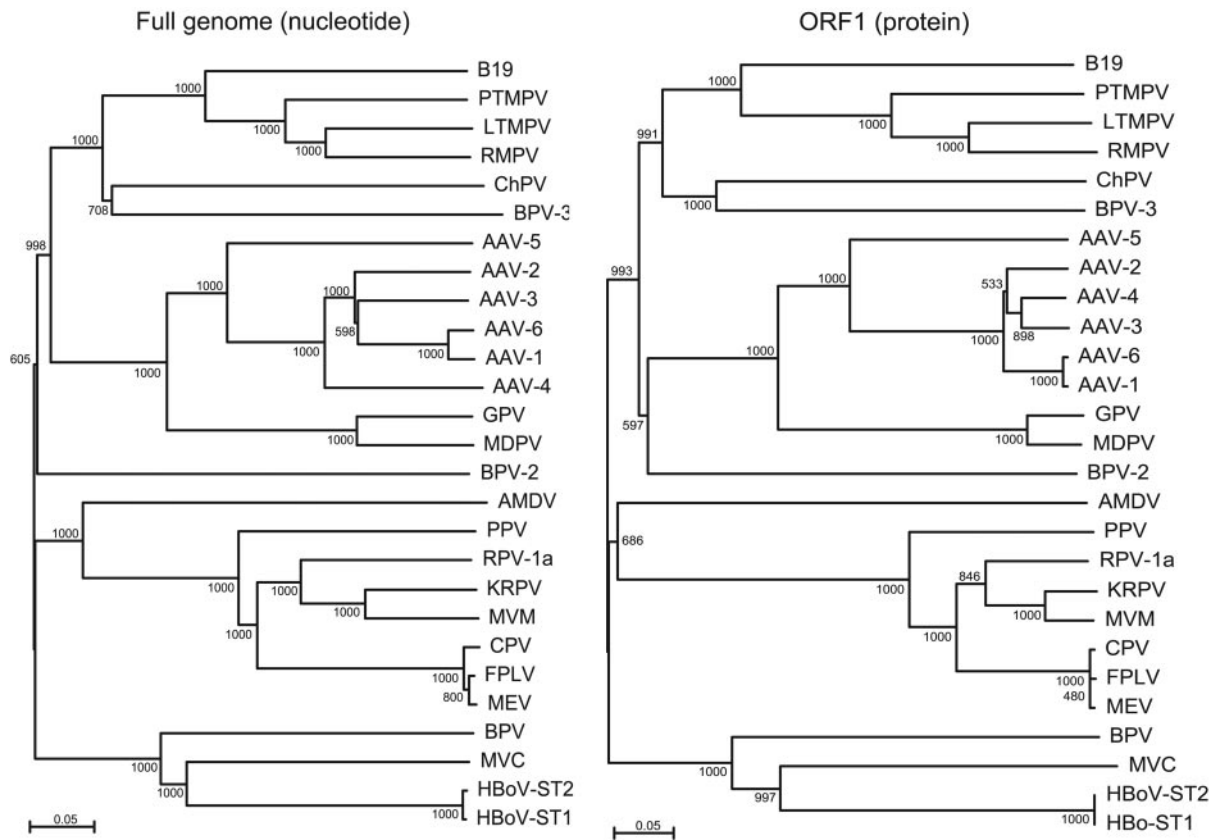 Full genome (nucleotide)
B19
1000
PTMPV
1000
LTMPV
1000
1000
RMPV
ChPV
708
BPV-3
998
AAV-5
AAV-2
1000
1000
AAV-3
598
AAV-6
605
1000
1000
AAV-1
1000
AAV-4
GPV
1000
MDPV
BPV-2
AMDV
1000
PPV
RPV-1a
1000
1000
KRPV
1000
MVM
1000
CPV
1000
FPLV
800
MEV
BPV
1000
MVC
1000
HBoV-ST2
1000
HBoV-ST1
0.05
ORF1 (protein)
B19
1000
PTMPV
1000
LTMPV
991
1000
RMPV
ChPV
1000
BPV-3
AAV-5
993
1000
AAV-2
533
AAV-4
1000
AAV-3
898
AAV-6
1000
1000
AAV-1
GPV
597
1000
MDPV
BPV-2
AMDV
686
PPV
RPV-1a
846
1000
KRPV
1000
MVM
1000
CPV
1000
FPLV
480
MEV
BPV
1000
MVC
997
HBoV-ST2
1000
HBo-ST1
0.05